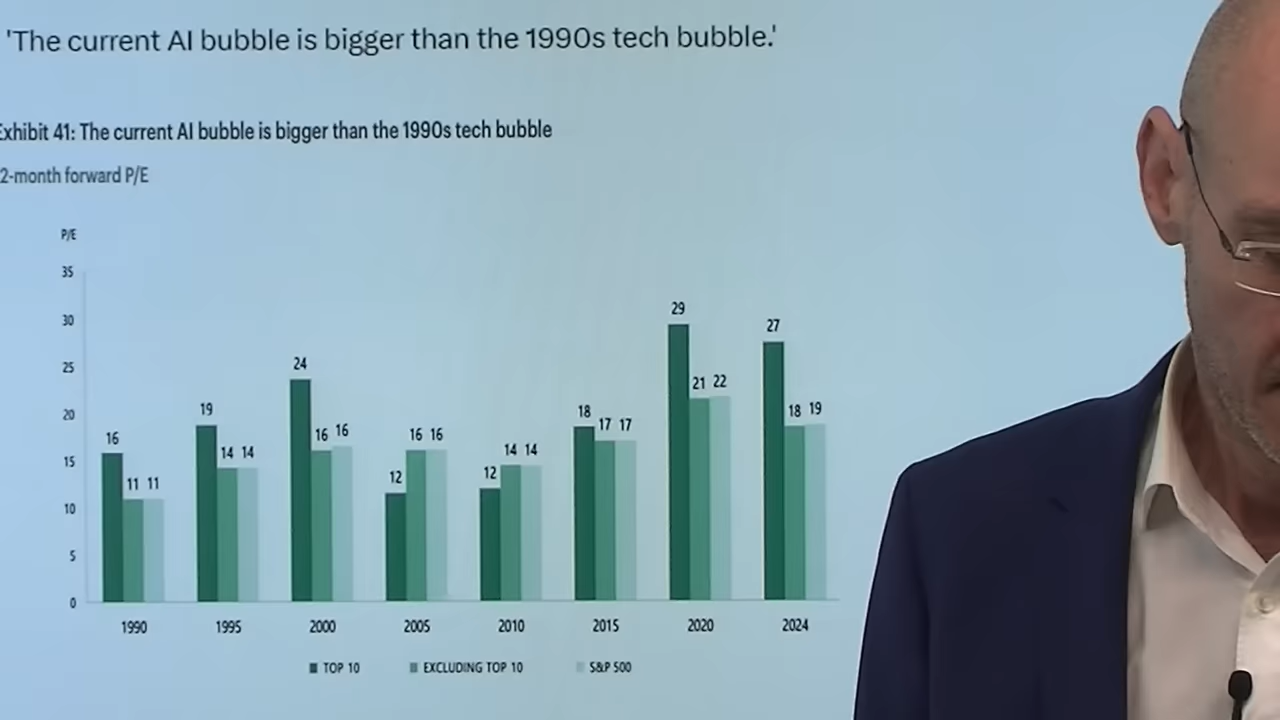 'The current AI bubble is bigger than the 1990s tech bubble.'
Exhibit 41: The current AI bubble is bigger than the 1990s tech bubble
2-month forward P/E
P/E
35
30
25
20
15
10
5
0
16 11 11
19 14 14
24 16 16
12 16 16
12 14 14
18 17 17
29 21 22
27 18 19
1990 1995 2000 2005 2010 2015 2020 2024
TOP 10 EXCLUDING TOP 10 S&P 500